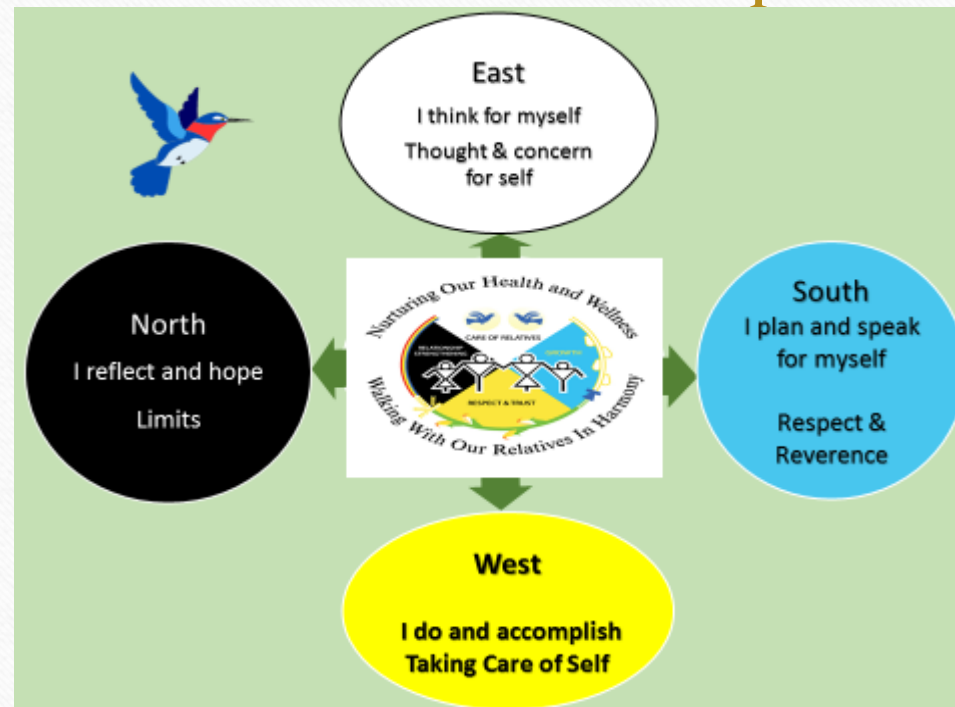 East
I think for myself
Thought & concern
for self
North
I reflect and hope
Limits
Nurturing Our Health and Wellness
CARE OF RELATIVES
RELATIONSHIP
STRENGTHENING
GROWTH
RESPECT & TRUST
Walking With Our Relatives In Harmony
South
I plan and speak
for myself
Respect &
Reverence
West
I do and accomplish
Taking Care of Self